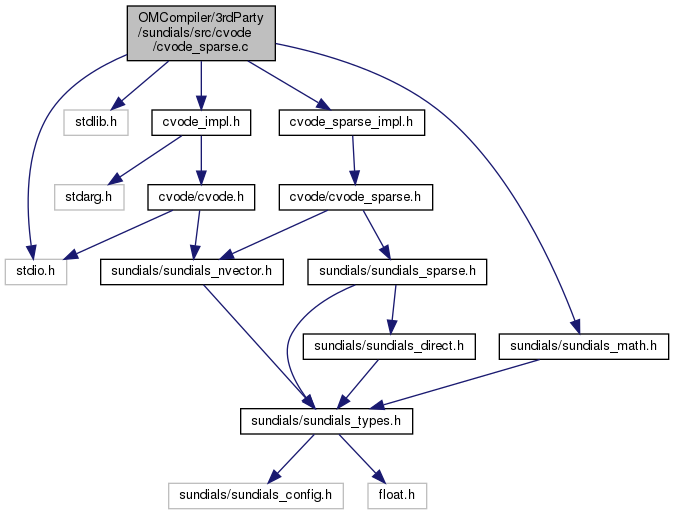 OMCompiler/3rdParty
/sundials/src/cvode
/cvode_sparse.c
stdlib.h
cvode_impl.h
cvode_sparse_impl.h
stdarg.h
cvode/cvode.h
cvode/cvode_sparse.h
stdio.h
sundials/sundials_nvector.h
sundials/sundials_sparse.h
sundials/sundials_direct.h
sundials/sundials_math.h
sundials/sundials_types.h
sundials/sundials_config.h
float.h